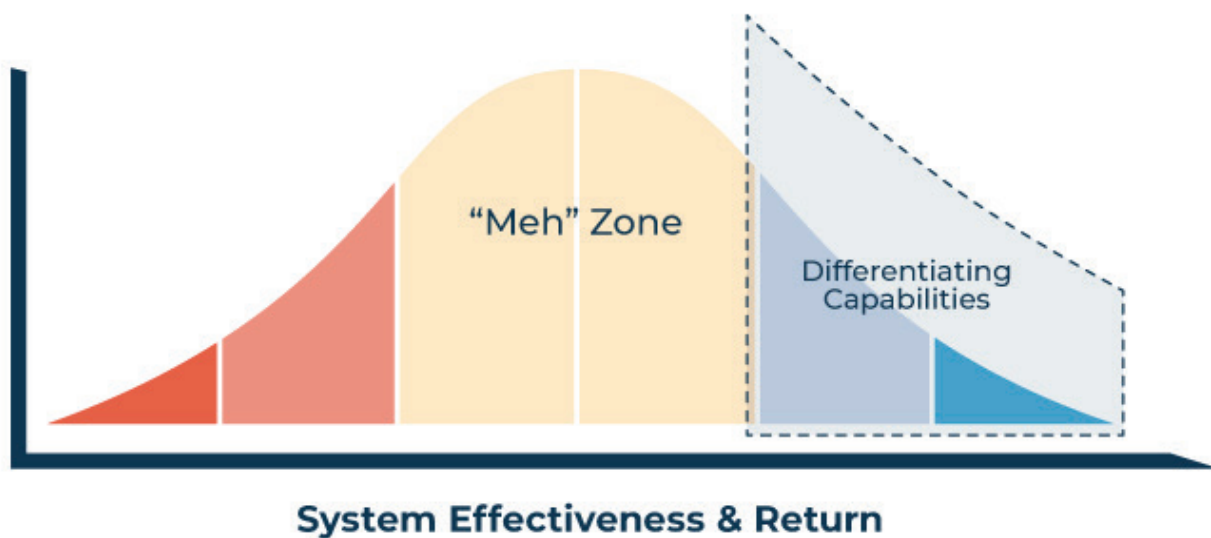 “Meh” Zone
Differentiating
Capabilities
System Effectiveness & Return